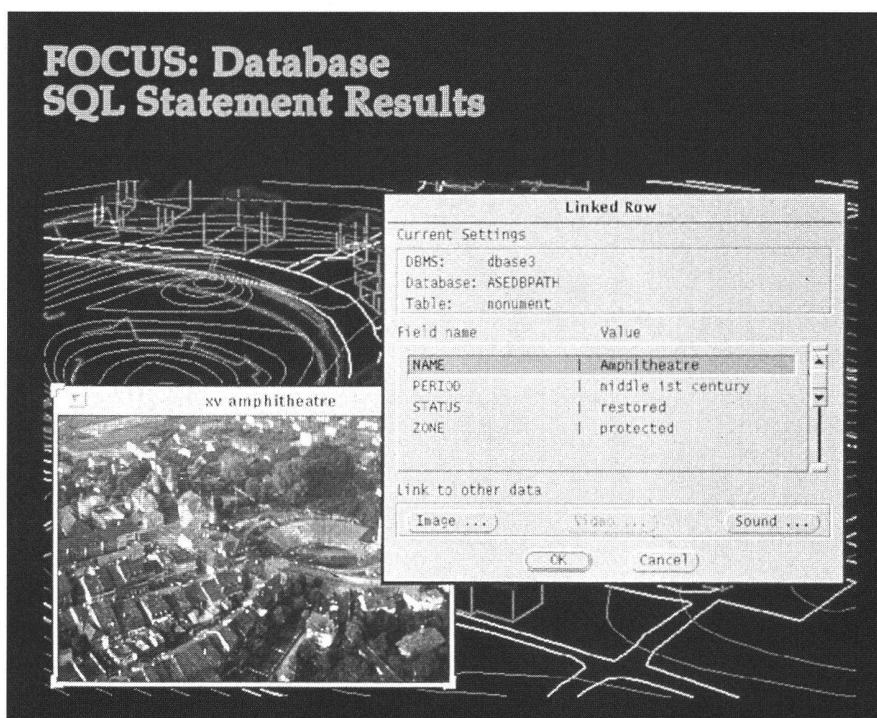 FOCUS: Database
SQL Statement Results
Linked Row
Current Settings
DBMS: dbase3
Database: ASEDBPATH
Table: monument
Field name Value
NAME | Amphitheatre
PERIOD | middle 1st century
STATUS | restored
ZONE | protected
Link to other data
Image ... Video ... Sound ...
OK Cancel
xv amphitheatre